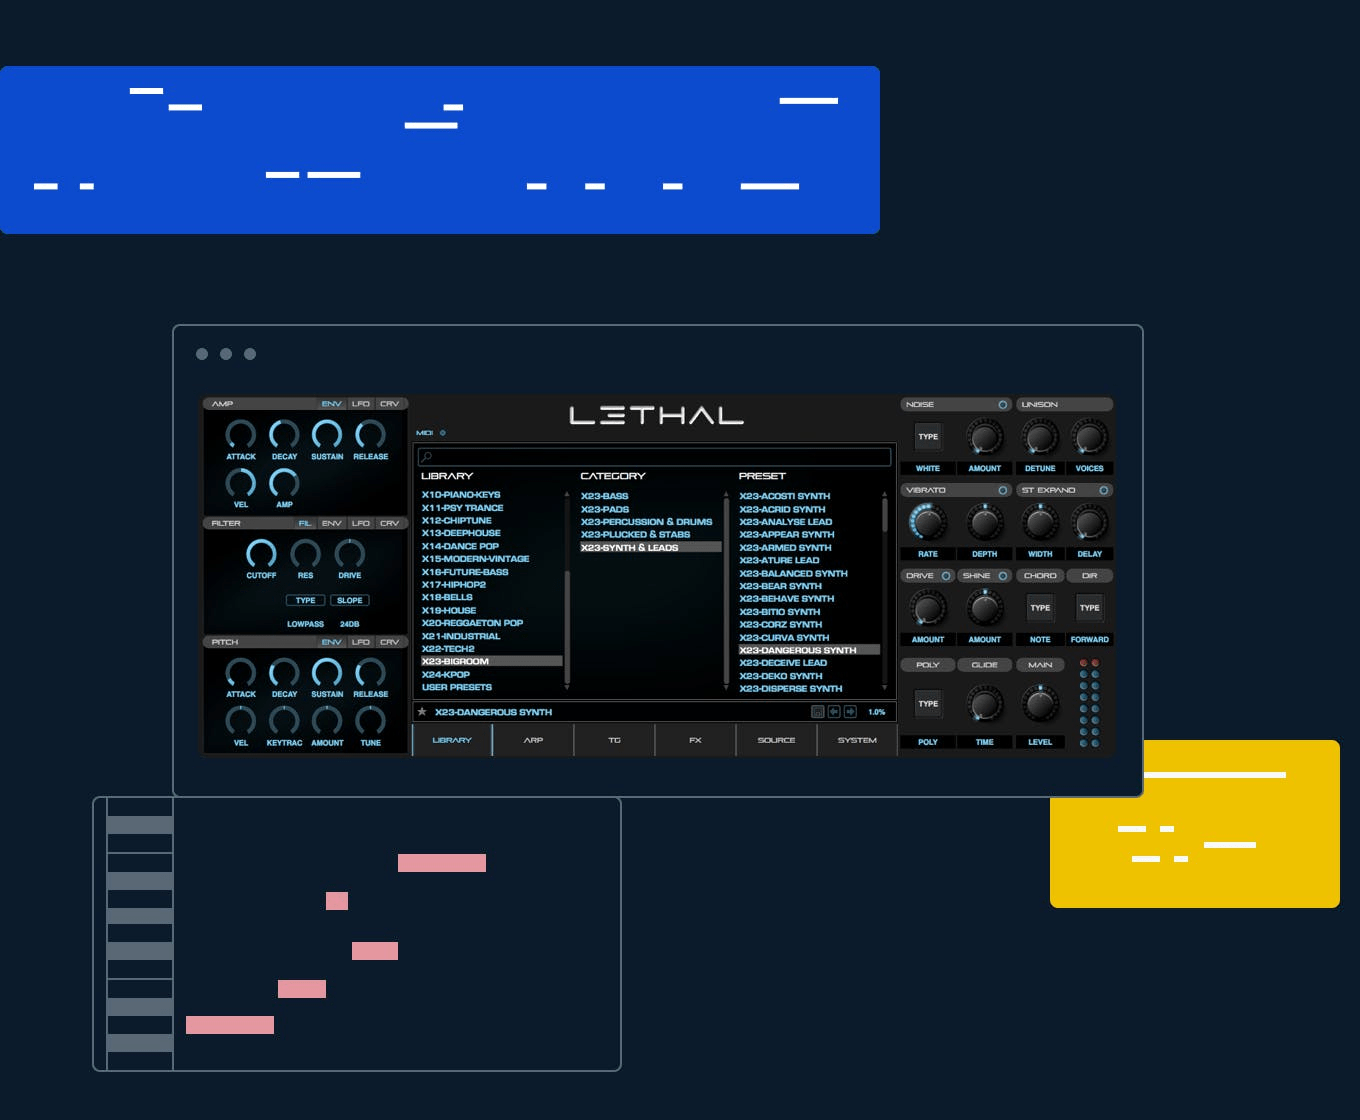 AMP ENV LFO CRV
ATTACK DECAY SUSTAIN RELEASE
VEL AMP
FILTER FIL ENV LFO CRV
CUTOFF RES DRIVE
TYPE SLOPE
LOWPASS 24DB
PITCH ENV LFO CRV
ATTACK DECAY SUSTAIN RELEASE
VEL KEYTRAC AMOUNT TUNE
LETHAL
MIDI
LIBRARY
X10-PIANO-KEYS
X11-PSY TRANCE
X12-CHIPTUNE
X13-DEEPHOUSE
X14-DANCE POP
X15-MODERN-VINTAGE
X16-FUTURE-BASS
X17-HIPHOP2
X18-BELLS
X19-HOUSE
X20-REGGAETON POP
X21-INDUSTRIAL
X22-TECH2
X23-BIGROOM
X24-KPOP
USER PRESETS
CATEGORY
X23-BASS
X23-PADS
X23-PERCUSSION & DRUMS
X23-PLUCKED & STABS
X23-SYNTH & LEADS
PRESET
X23-ACOSTI SYNTH
X23-ACRID SYNTH
X23-ANALYSE LEAD
X23-APPEAR SYNTH
X23-ARMED SYNTH
X23-ATURE LEAD
X23-BALANCED SYNTH
X23-BEAR SYNTH
X23-BEHAVE SYNTH
X23-BITIO SYNTH
X23-CORZ SYNTH
X23-CURVA SYNTH
X23-DANGEROUS SYNTH
X23-DECEIVE LEAD
X23-DEKO SYNTH
X23-DISPERSE SYNTH
X23-DANGEROUS SYNTH 1.0%
LIBRARY ARP TG FX SOURCE SYSTEM
NOISE UNISON
TYPE
WHITE AMOUNT DETUNE VOICES
VIBRATO ST EXPAND
RATE DEPTH WIDTH DELAY
DRIVE SHINE CHORD DIR
TYPE TYPE
AMOUNT AMOUNT NOTE FORWARD
POLY GLIDE MAIN
TYPE
POLY TIME LEVEL